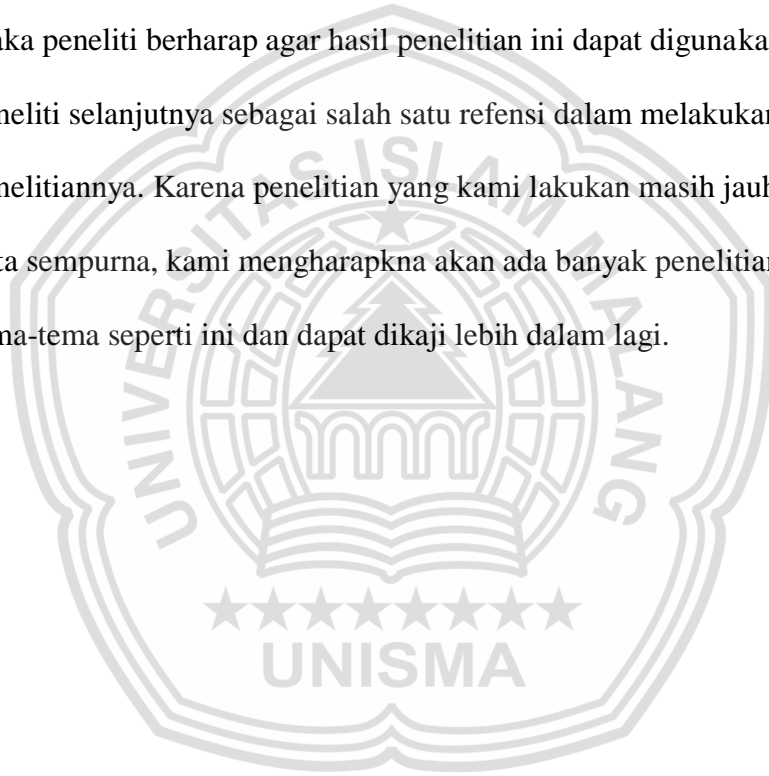 aka peneliti berharap agar hasil penelitian ini dapat digunaka
neliti selanjutnya sebagai salah satu refensi dalam melakukan
nelitiannya. Karena penelitian yang kami lakukan masih jauh
ta sempurna, kami mengharapkna akan ada banyak penelitian
ma-tema seperti ini dan dapat dikaji lebih dalam lagi.
UNIVERSITAS ISLAM MALANG
UNISMA